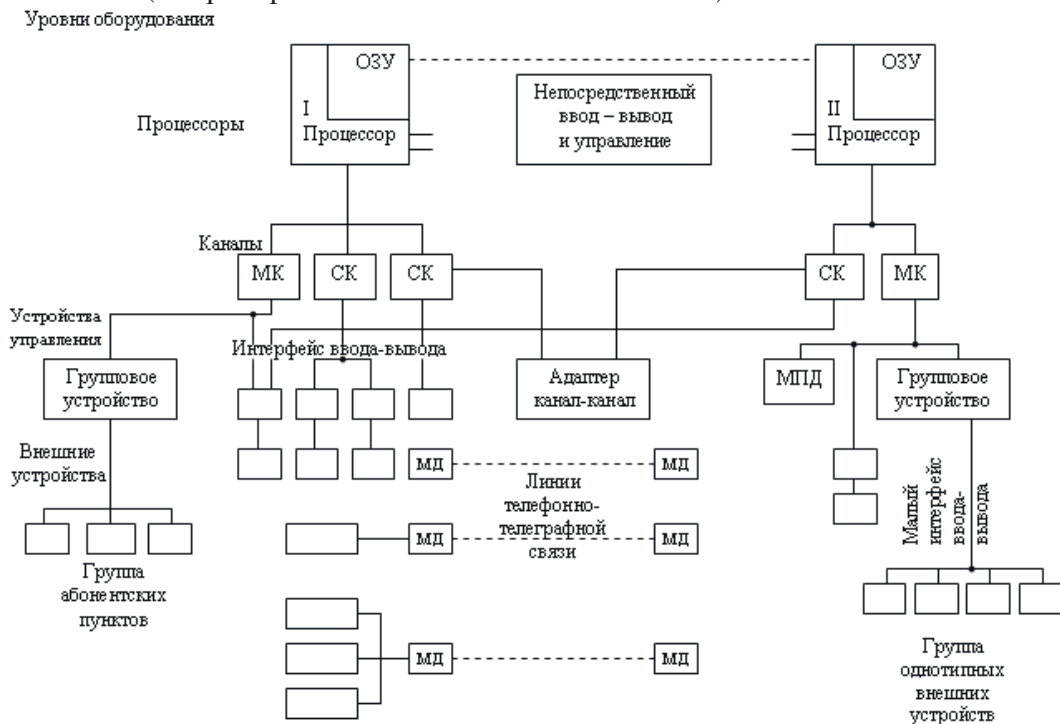 Уровни оборудования
ОЗУ
I
Процессор
Непосредственный
ввод – вывод
и управление
ОЗУ
II
Процессор
Процессоры
Каналы
МК
СК
СК
СК
МК
Устройства
управления
Интерфейс ввода-вывода
Групповое
устройство
Адаптер
канал-канал
МПД
Групповое
устройство
Внешние
устройства
МД
МД
Линии
телефонно-
телеграфной
связи
МД
МД
Малый
интерфейс
ввода-
вывода
Группа
абонентских
пунктов
МД
МД
Группа
однотипных
внешних
устройств